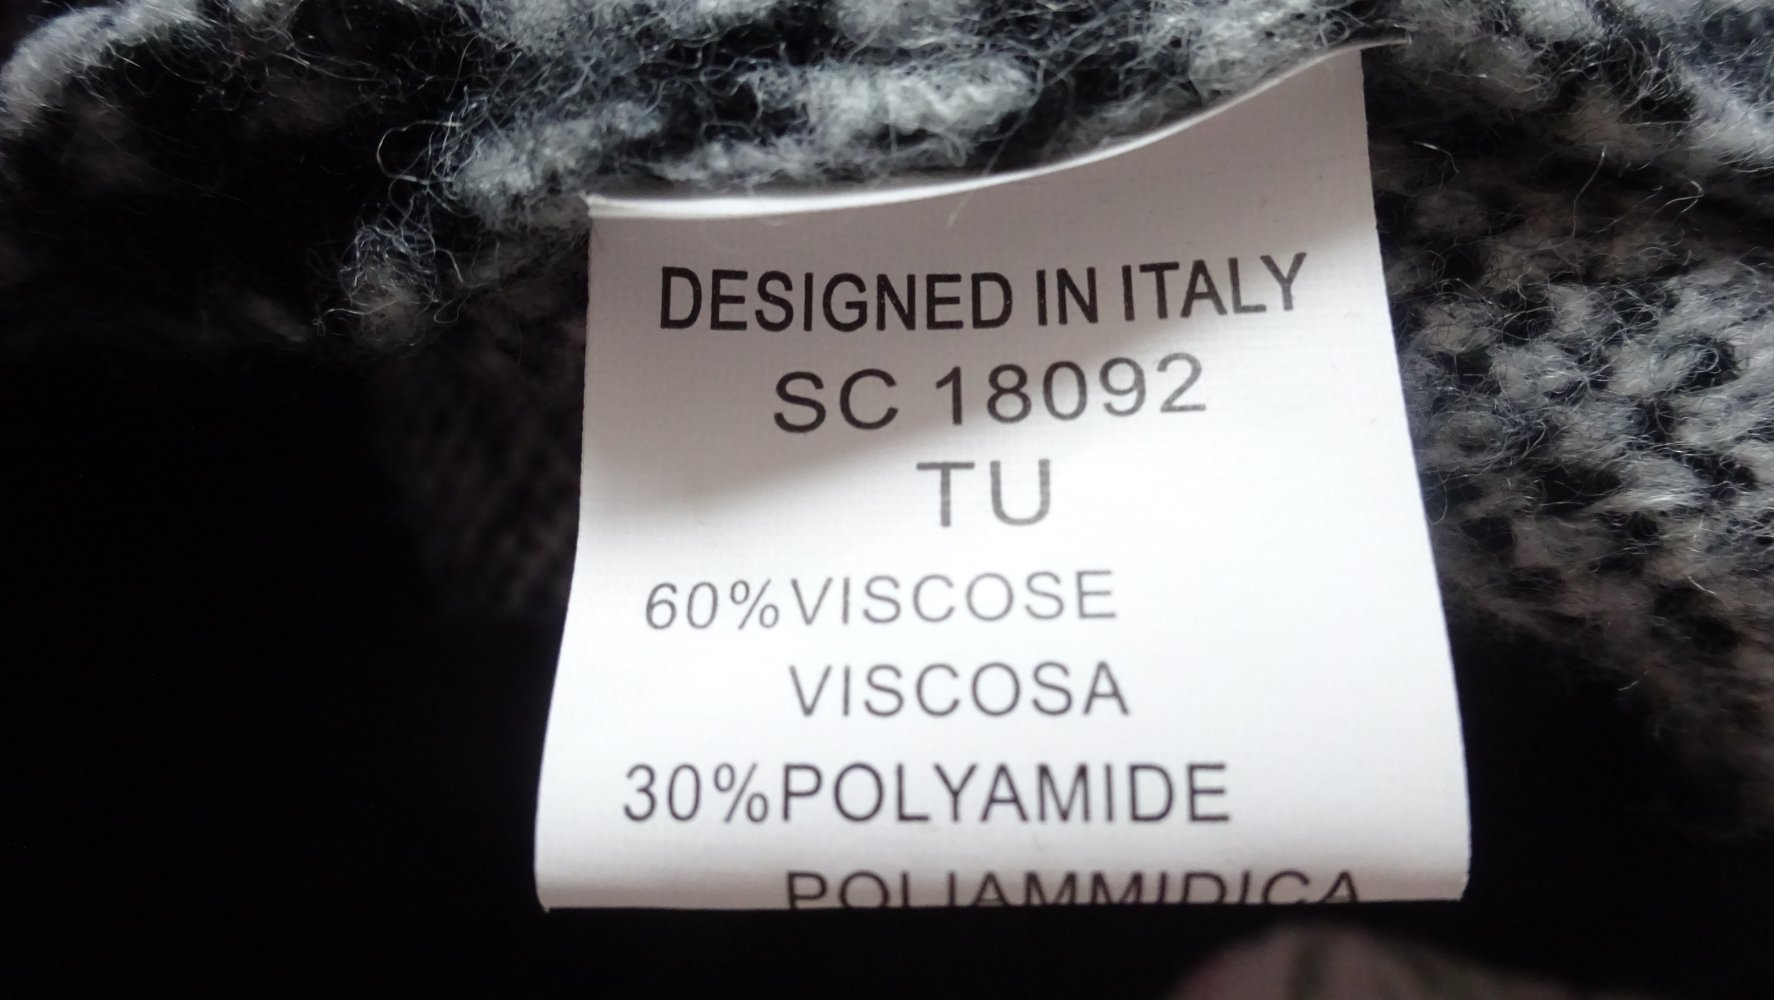 DESIGNED IN ITALY
SC 18092
TU
60%VISCOSE
VISCOSA
30%POLYAMIDE
POLIAMMIDICA